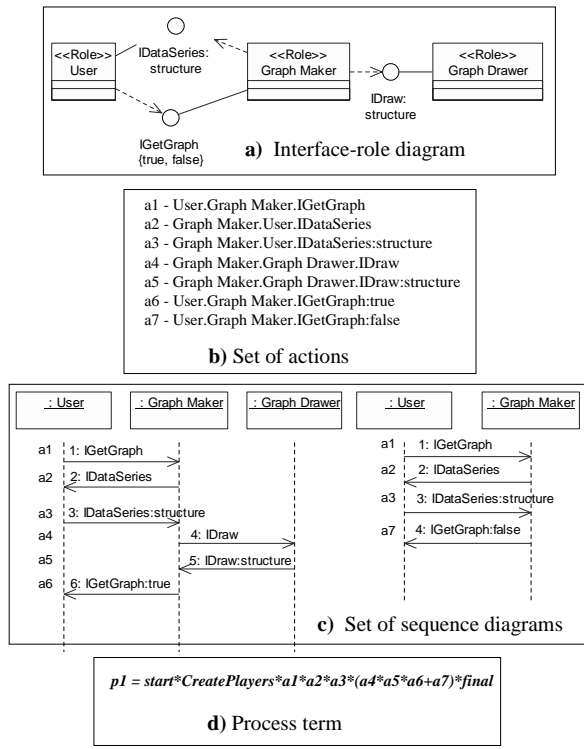 <<Role>>
User
IDataSeries:
structure
<<Role>>
Graph Maker
<<Role>>
Graph Drawer
IDraw:
structure
IGetGraph
{true, false}
a) Interface-role diagram
a1 - User.Graph Maker.IGetGraph
a2 - Graph Maker.User.IDataSeries
a3 - Graph Maker.User.IDataSeries:structure
a4 - Graph Maker.Graph Drawer.IDraw
a5 - Graph Maker.Graph Drawer.IDraw:structure
a6 - User.Graph Maker.IGetGraph:true
a7 - User.Graph Maker.IGetGraph:false
b) Set of actions
: User
: Graph Maker
: Graph Drawer
a1 1: IGetGraph
a2 2: IDataSeries
a3 3: IDataSeries:structure
a4 4: IDraw
a5 5: IDraw:structure
a6 6: IGetGraph:true
: User
: Graph Maker
a1 1: IGetGraph
a2 2: IDataSeries
a3 3: IDataSeries:structure
a7 4: IGetGraph:false
c) Set of sequence diagrams
p1 = start*CreatePlayers*a1*a2*a3*(a4*a5*a6+a7)*final
d) Process term